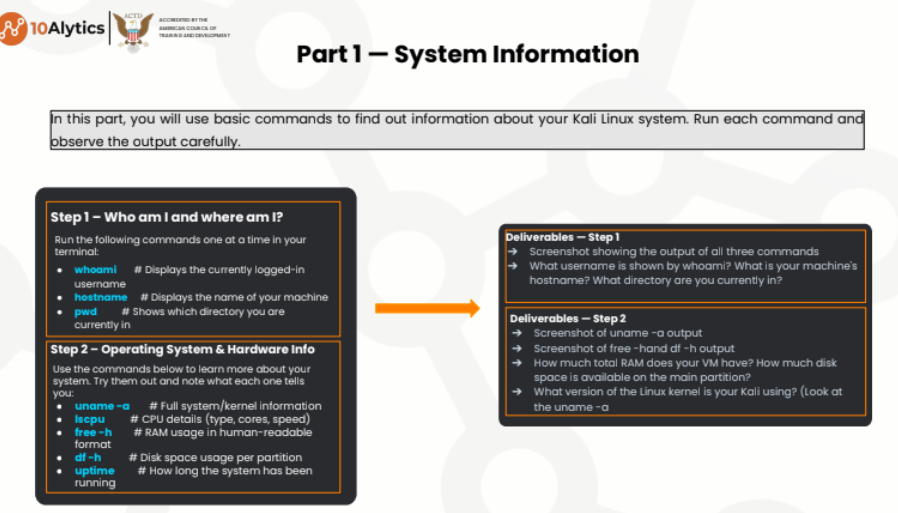 10Alytics
ACTD
ACCREDITED BY THE
AMERICAN COUNCIL OF
TRAINING AND DEVELOPMENT
Part 1 — System Information
In this part, you will use basic commands to find out information about your Kali Linux system. Run each command and
observe the output carefully.
Step 1 – Who am I and where am I?
Run the following commands one at a time in your
terminal:
● whoami # Displays the currently logged-in
username
● hostname # Displays the name of your machine
● pwd # Shows which directory you are
currently in
Step 2 – Operating System & Hardware Info
Use the commands below to learn more about your
system. Try them out and note what each one tells
you:
● uname -a # Full system/kernel information
● lscpu # CPU details (type, cores, speed)
● free -h # RAM usage in human-readable
format
● df -h # Disk space usage per partition
● uptime # How long the system has been
running
Deliverables — Step 1
➔ Screenshot showing the output of all three commands
➔ What username is shown by whoami? What is your machine's
hostname? What directory are you currently in?
Deliverables — Step 2
➔ Screenshot of uname -a output
➔ Screenshot of free -hand df -h output
➔ How much total RAM does your VM have? How much disk
space is available on the main partition?
➔ What version of the Linux kernel is your Kali using? (Look at
the uname -a